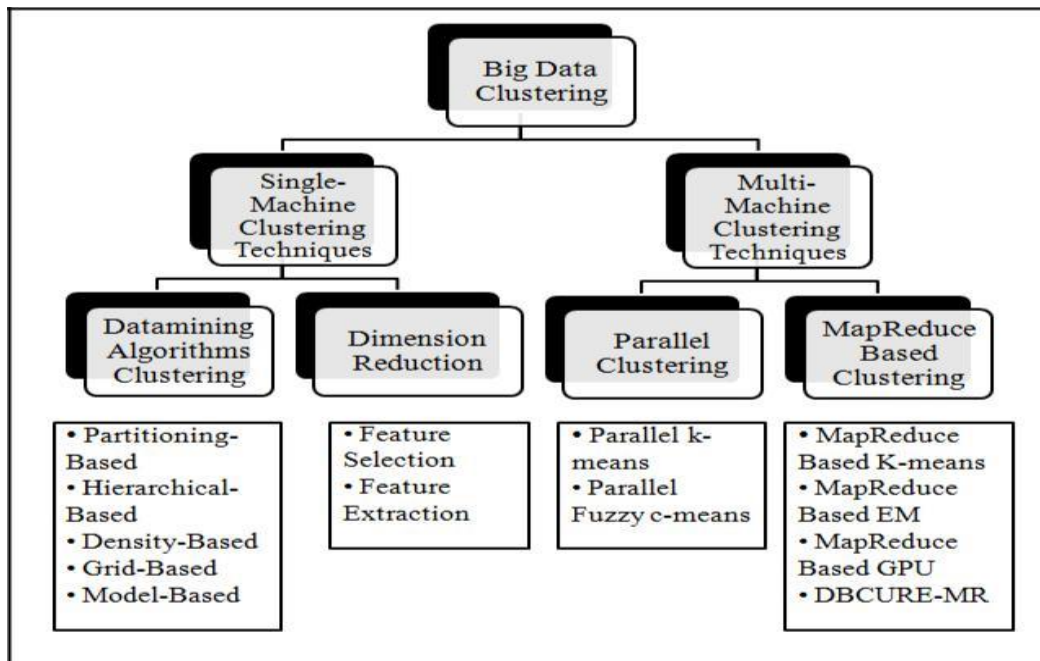 Big Data
Clustering
Single-
Machine
Clustering
Techniques
Multi-
Machine
Clustering
Techniques
Datamining
Algorithms
Clustering
Dimension
Reduction
Parallel
Clustering
MapReduce
Based
Clustering
• Partitioning-
Based
• Hierarchical-
Based
• Density-Based
• Grid-Based
• Model-Based
• Feature
Selection
• Feature
Extraction
• Parallel k-
means
• Parallel
Fuzzy c-means
• MapReduce
Based K-means
• MapReduce
Based EM
• MapReduce
Based GPU
• DBCURE-MR